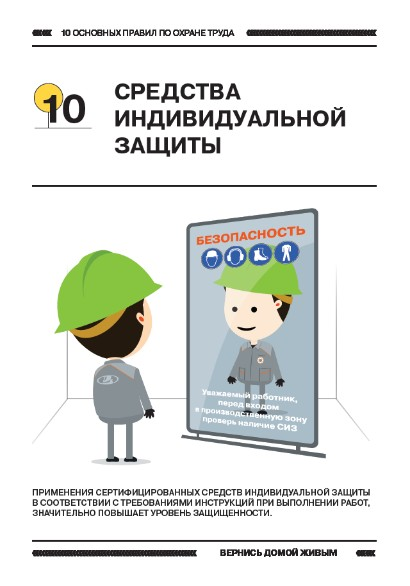 10 ОСНОВНЫХ ПРАВИЛ ПО ОХРАНЕ ТРУДА
10
СРЕДСТВА
ИНДИВИДУАЛЬНОЙ
ЗАЩИТЫ
БЕЗОПАСНОСТЬ
Уважаемый работник,
перед входом
в производственную зону
проверь наличие СИЗ
ПРИМЕНЕНИЯ СЕРТИФИЦИРОВАННЫХ СРЕДСТВ ИНДИВИДУАЛЬНОЙ ЗАЩИТЫ
В СООТВЕТСТВИИ С ТРЕБОВАНИЯМИ ИНСТРУКЦИЙ ПРИ ВЫПОЛНЕНИИ РАБОТ,
ЗНАЧИТЕЛЬНО ПОВЫШАЕТ УРОВЕНЬ ЗАЩИЩЕННОСТИ.
ВЕРНИСЬ ДОМОЙ ЖИВЫМ